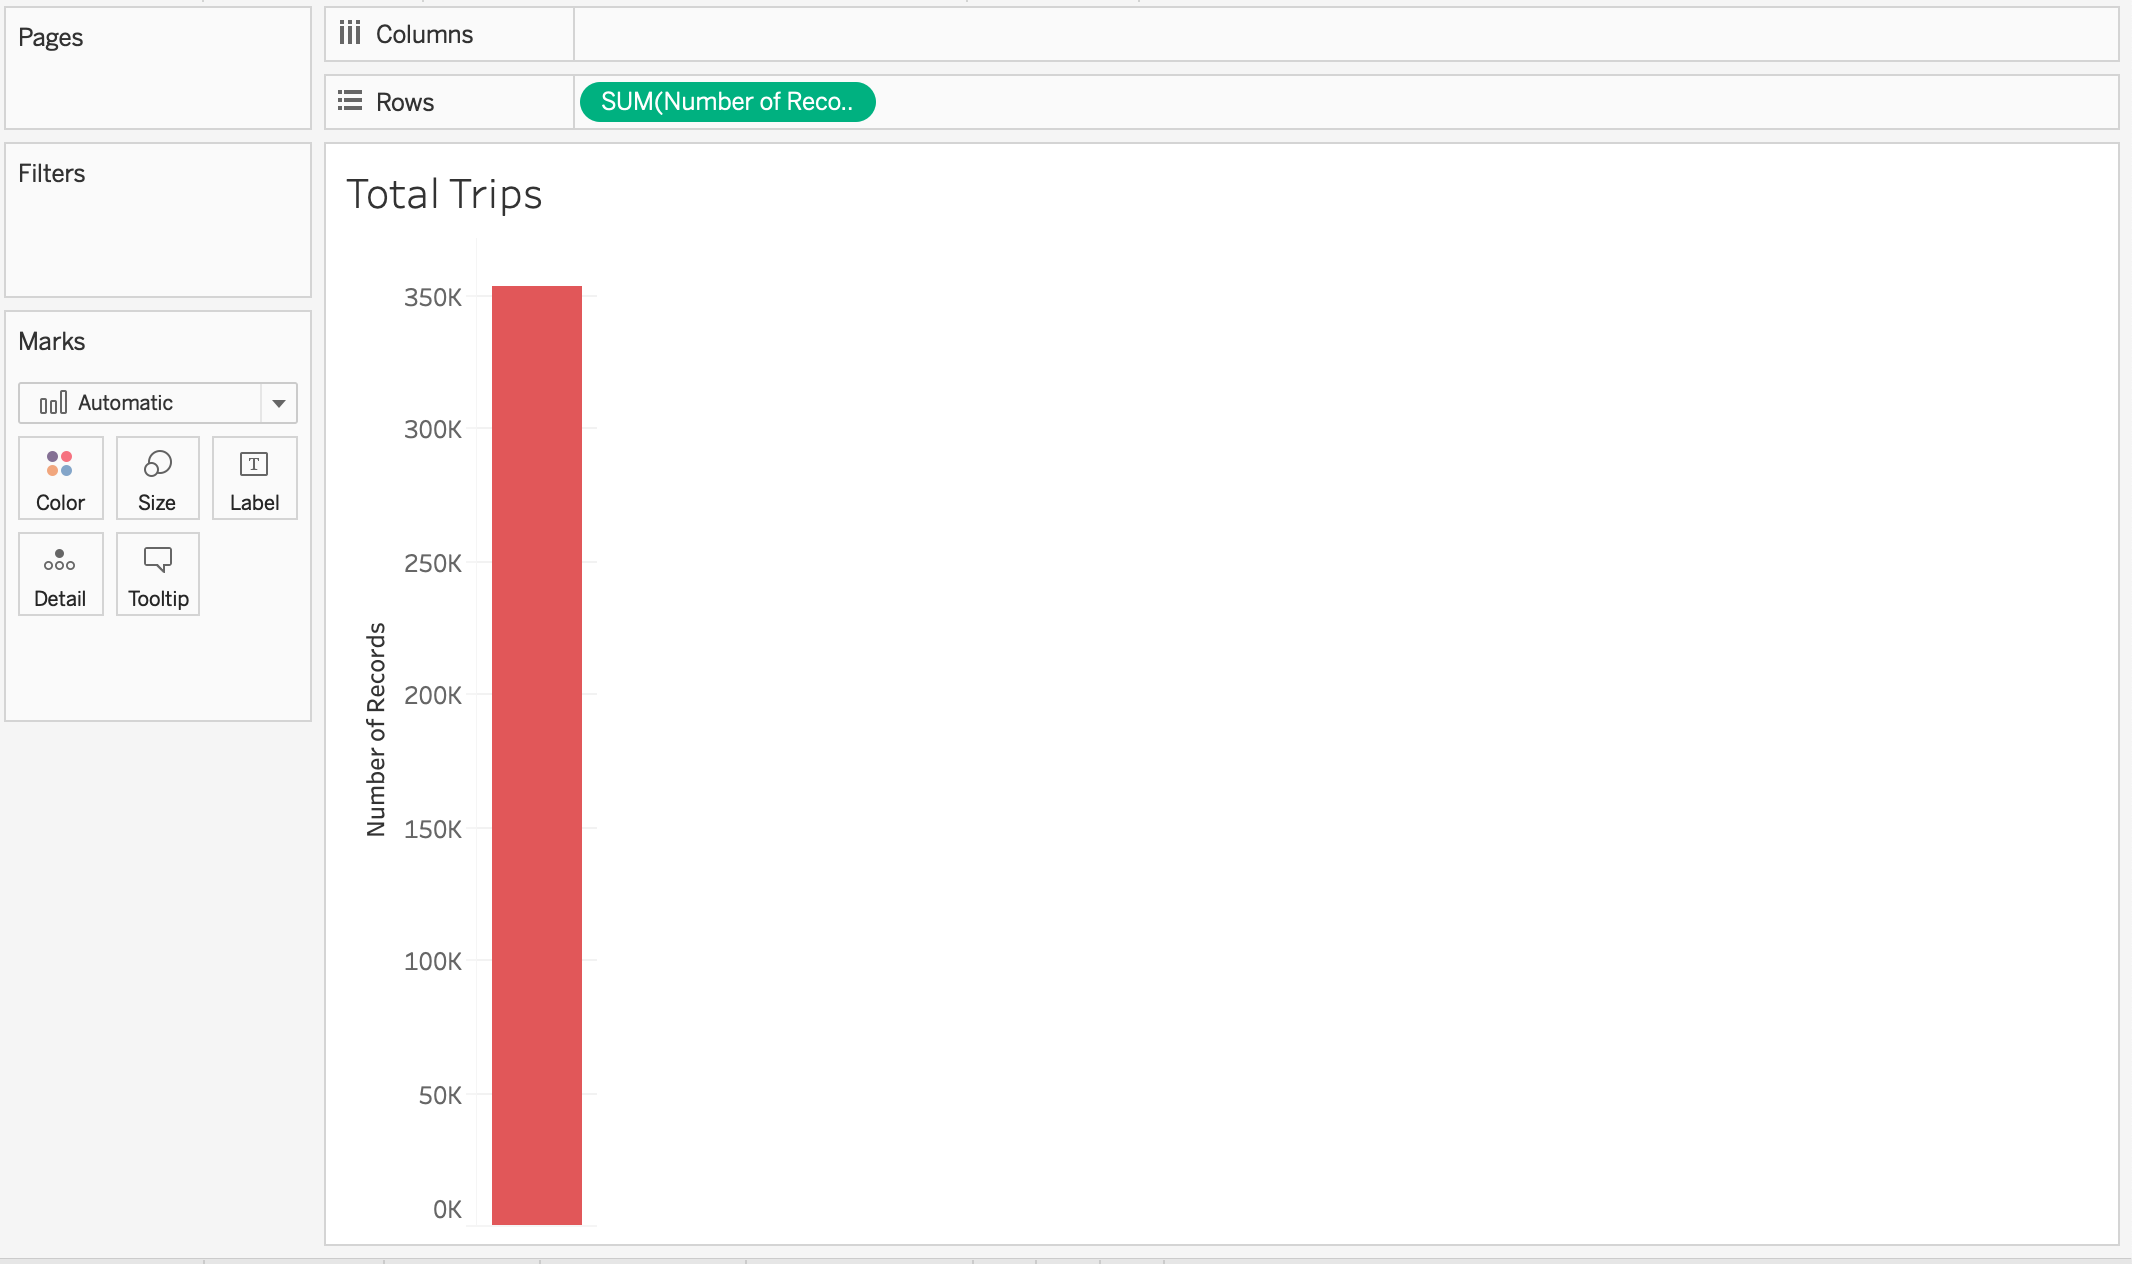 Pages
Columns
Rows
SUM(Number of Reco..
Filters
Total Trips
Marks
Automatic
Color
Size
T
Label
Detail
Tooltip
Number of Records
350K
300K
250K
200K
150K
100K
50K
0K